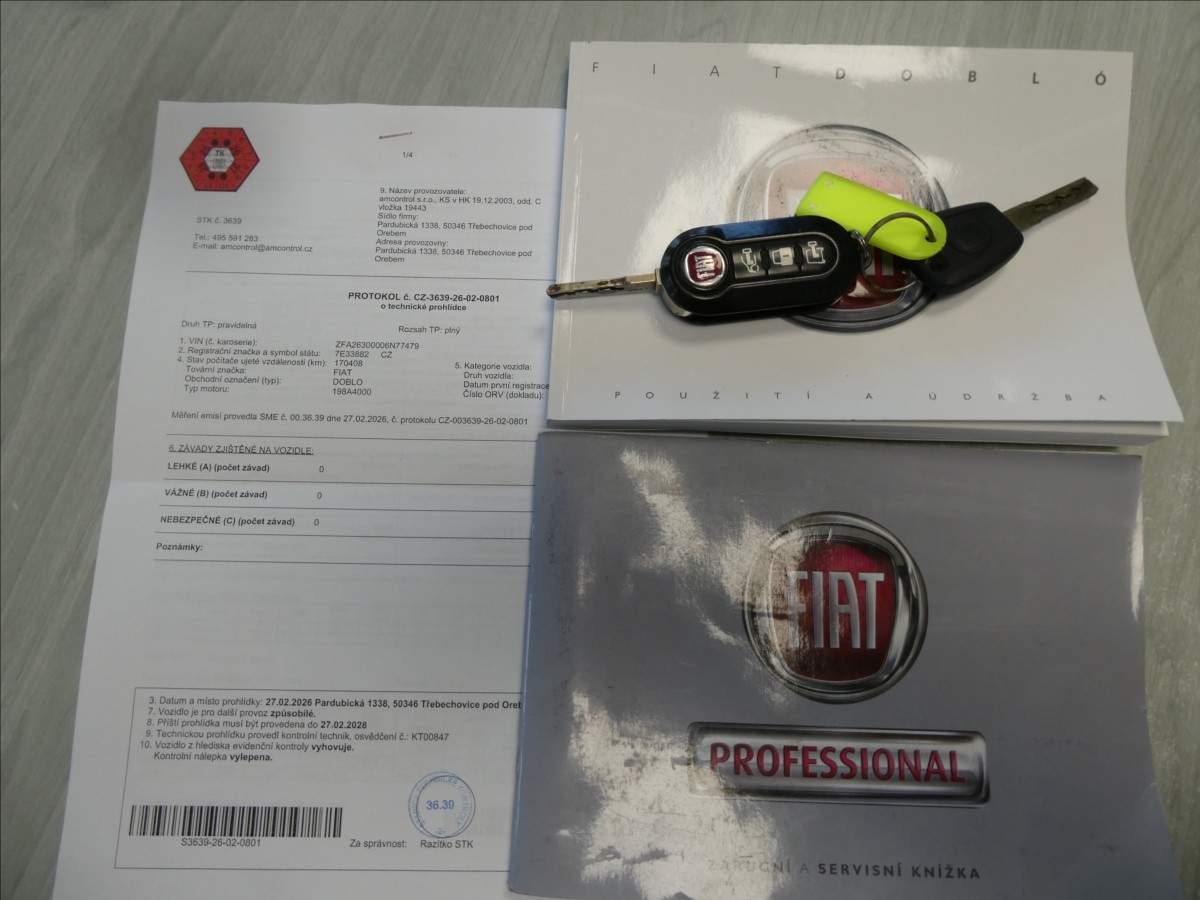 1/4
STK č. 3639
Tel.: 495 591 283
E-mail: amcontrol@amcontrol.cz
9. Název provozovatele:
amcontrol s.r.o., KS v HK 19.12.2003, odd. C
vložka 19443
Sídlo firmy:
Pardubická 1338, 50346 Třebechovice pod
Orebem
Adresa provozovny:
Pardubická 1338, 50346 Třebechovice pod
Orebem
PROTOKOL č. CZ-3639-26-02-0801
o technické prohlídce
Druh TP: pravidelná
Rozsah TP: plný
1. VIN (č. karoserie): ZFA26300006N77479
2. Registrační značka a symbol státu: 7E33882 CZ
4. Stav počítače ujeté vzdálenosti (km): 170408
Tovární značka: FIAT
Obchodní označení (typ): DOBLO
Typ motoru: 198A4000
5. Kategorie vozidla:
Druh vozidla:
Datum první registrace
Číslo ORV (dokladu):
Měření emisí provedla SME č. 00.36.39 dne 27.02.2026, č. protokolu CZ-003639-26-02-0801
6. ZÁVADY ZJIŠTĚNÉ NA VOZIDLE:
LEHKÉ (A) (počet závad) 0
VÁŽNÉ (B) (počet závad) 0
NEBEZPEČNÉ (C) (počet závad) 0
Poznámky:
3. Datum a místo prohlídky: 27.02.2026 Pardubická 1338, 50346 Třebechovice pod Oreb
7. Vozidlo je pro další provoz způsobilé.
8. Příští prohlídka musí být provedena do 27.02.2028
9. Technickou prohlídku provedl kontrolní technik, osvědčení č.: KT00847
10. Vozidlo z hlediska evidenční kontroly vyhovuje.
Kontrolní nálepka vylepena.
S3639-26-02-0801
Za správnost: Razítko STK
36.39
FIAT DOBLÓ
FIAT
POUŽITÍ A ÚDRŽBA
FIAT
PROFESSIONAL
ZÁRUČNÍ A SERVISNÍ KNÍŽKA